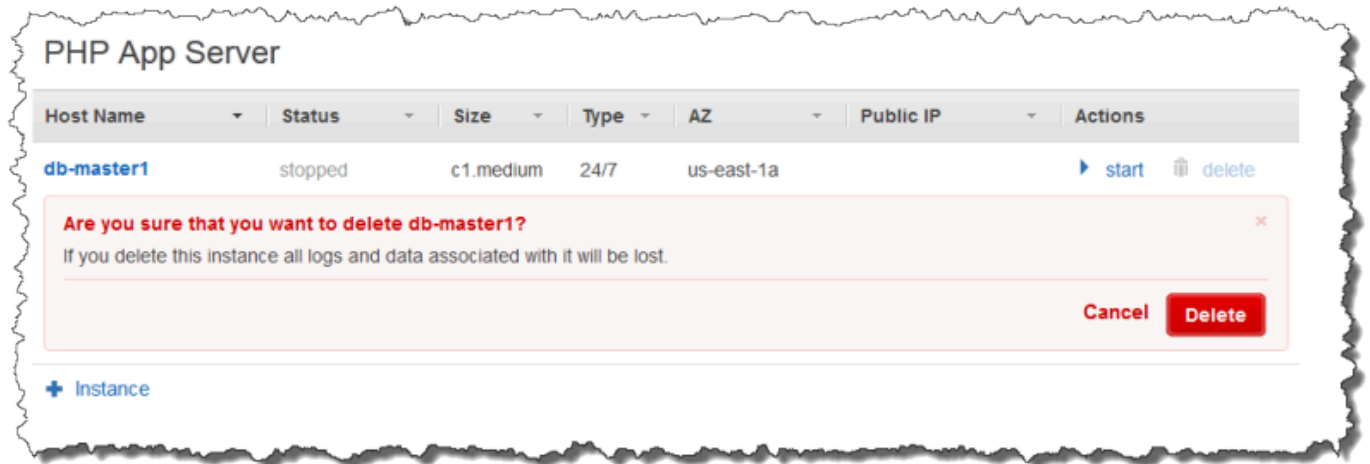 PHP App Server
Host Name Status Size Type AZ Public IP Actions
db-master1 stopped c1.medium 24/7 us-east-1a start delete
Are you sure that you want to delete db-master1? ×
If you delete this instance all logs and data associated with it will be lost.
Cancel Delete
+ Instance